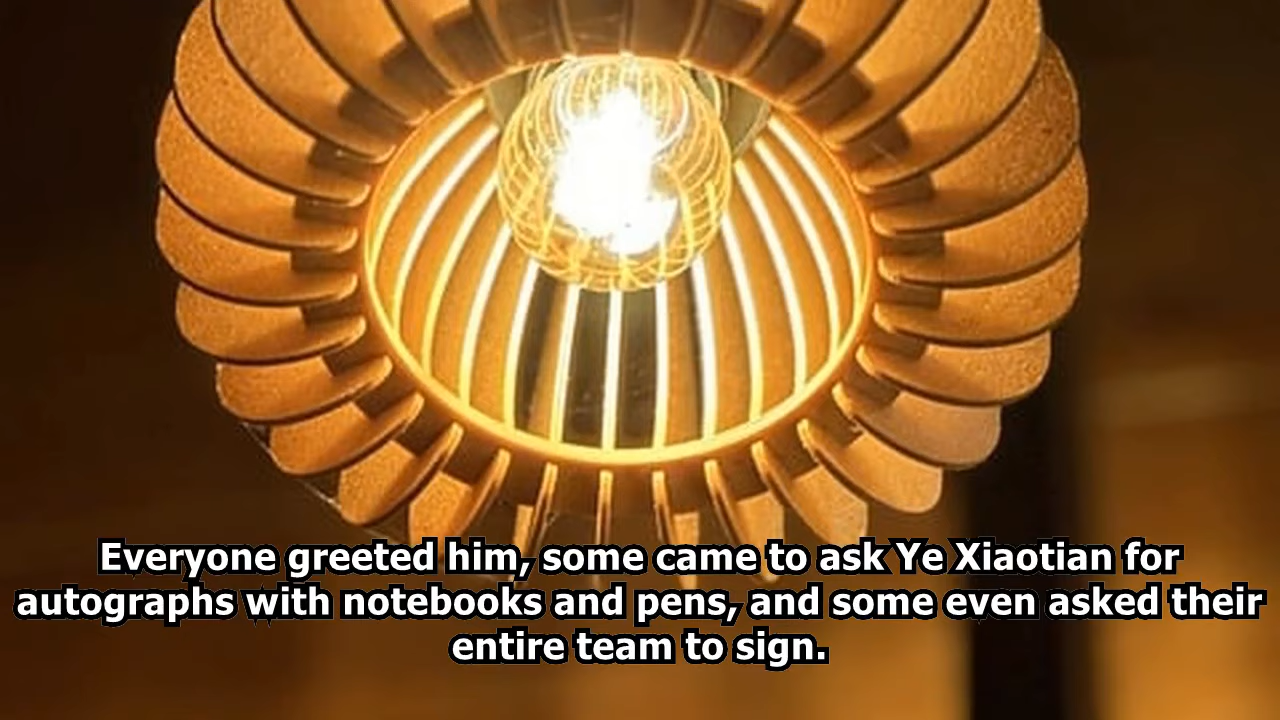 Everyone greeted him, some came to ask Ye Xiaotian for
autographs with notebooks and pens, and some even asked their
entire team to sign.